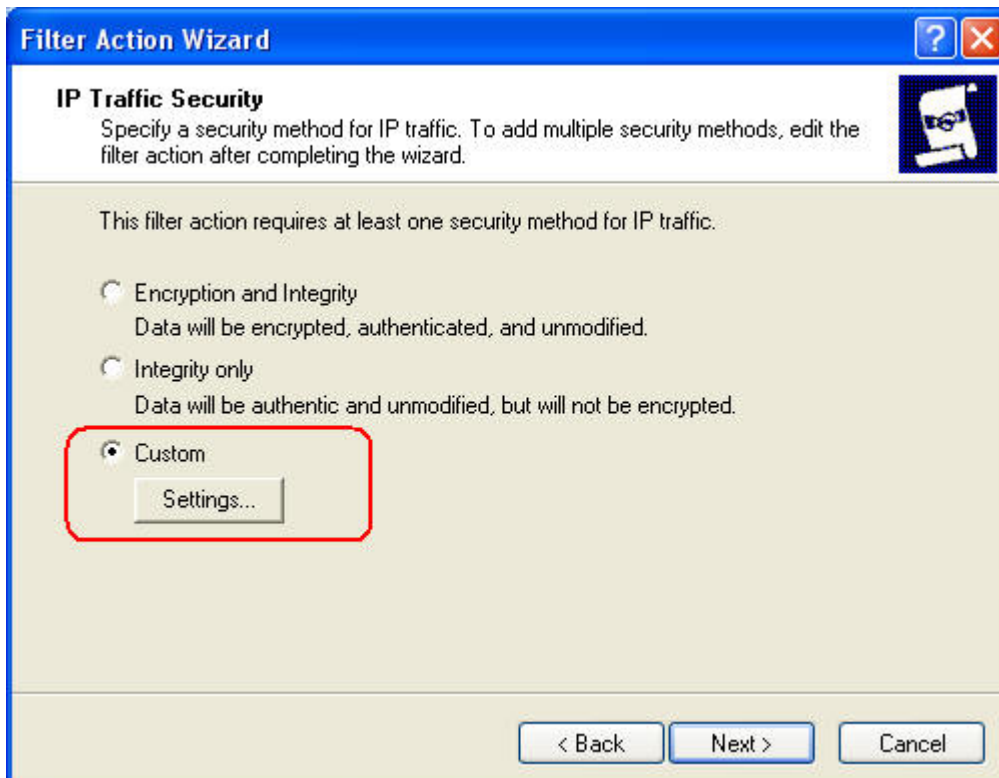 Filter Action Wizard
IP Traffic Security
Specify a security method for IP traffic. To add multiple security methods, edit the
filter action after completing the wizard.
This filter action requires at least one security method for IP traffic.
Encryption and Integrity
Data will be encrypted, authenticated, and unmodified.
Integrity only
Data will be authentic and unmodified, but will not be encrypted.
Custom
Settings...
< Back
Next >
Cancel